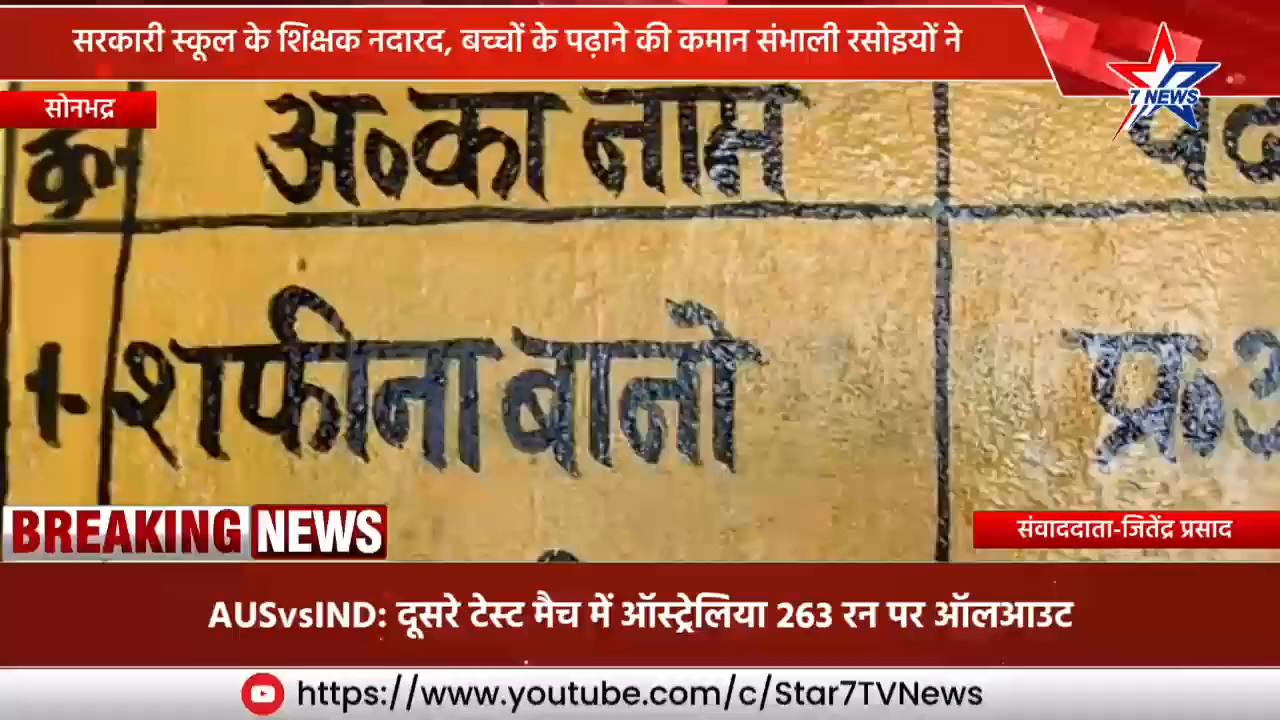 सरकारी स्कूल के शिक्षक नदारद, बच्चों के पढ़ाने की कमान संभाली रसोइयों ने
7 NEWS
सोनभद्र
अ०का नाम
1- शफीना बानो
BREAKING NEWS
संवाददाता-जितेंद्र प्रसाद
AUSvsIND: दूसरे टेस्ट मैच में ऑस्ट्रेलिया 263 रन पर ऑलआउट
https://www.youtube.com/c/Star7TVNews